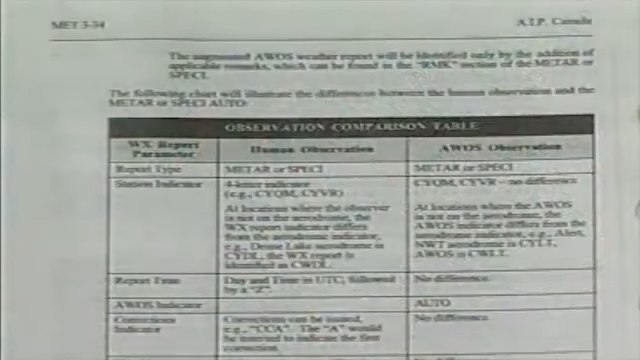 MET 3-34
A.I.P. Canada
The augmented AWOS weather report will be identified only by the addition of
applicable remarks, which can be found in the "RMK" section of the METAR or
SPECI.
The following chart will illustrate the differences between the human observation and the
METAR or SPECI AUTO:
OBSERVATION COMPARISON TABLE
WX Report
Parameter
Human Observation
AWOS Observation
Report Type
METAR or SPECI
METAR or SPECI
Station Indicator
4-letter indicator
(e.g., CYQM, CYVR)
At locations where the observer
is not on the aerodrome, the
WX report indicator differs
from the aerodrome indicator,
e.g., Dease Lake aerodrome is
CYDL, the WX report is
identified as CWDL.
CYQM, CYVR – no difference
At locations where the AWOS
is not on the aerodrome, the
AWOS indicator differs from the
aerodrome indicator, e.g., Alert,
NWT aerodrome is CYLT,
AWOS is CWLT.
Report Time
Day and Time in UTC, followed
by a "Z".
No difference.
AWOS Indicator
AUTO
Corrections
Indicator
Corrections can be issued,
e.g., "CCA". The "A" would
be inserted to indicate the first
correction.
No difference.